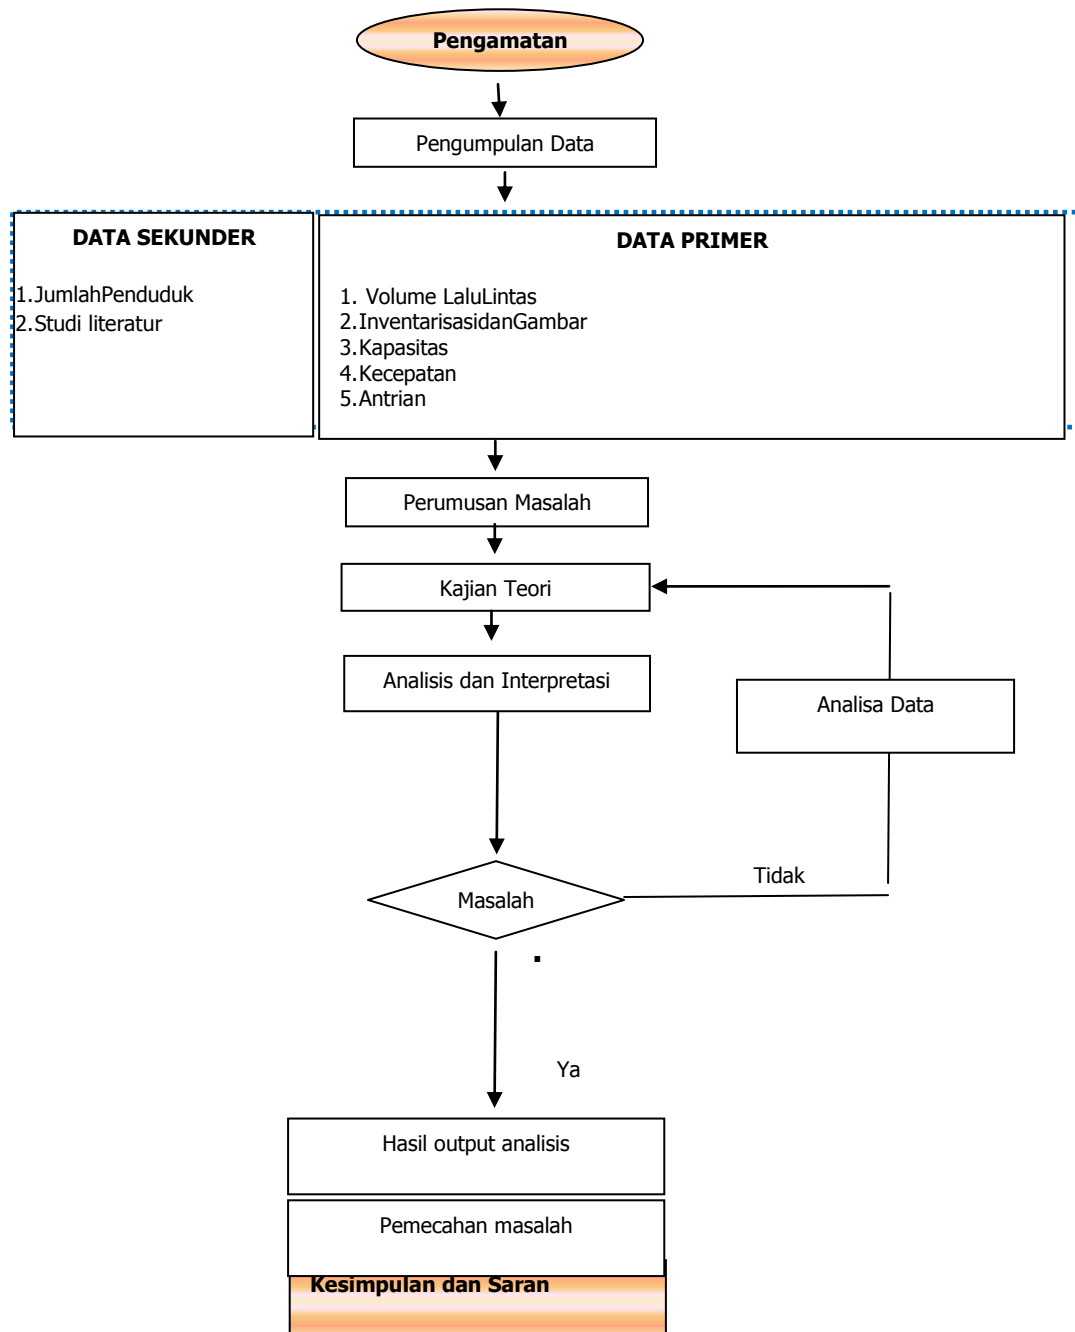 Pengamatan
Pengumpulan Data
DATA SEKUNDER
1.JumlahPenduduk
2.Studi literatur
DATA PRIMER
1. Volume LaluLintas
2.InventarisasidanGambar
3.Kapasitas
4.Kecepatan
5.Antrian
Perumusan Masalah
Kajian Teori
Analisis dan Interpretasi
Analisa Data
Masalah
Tidak
.
Ya
Hasil output analisis
Pemecahan masalah
Kesimpulan dan Saran